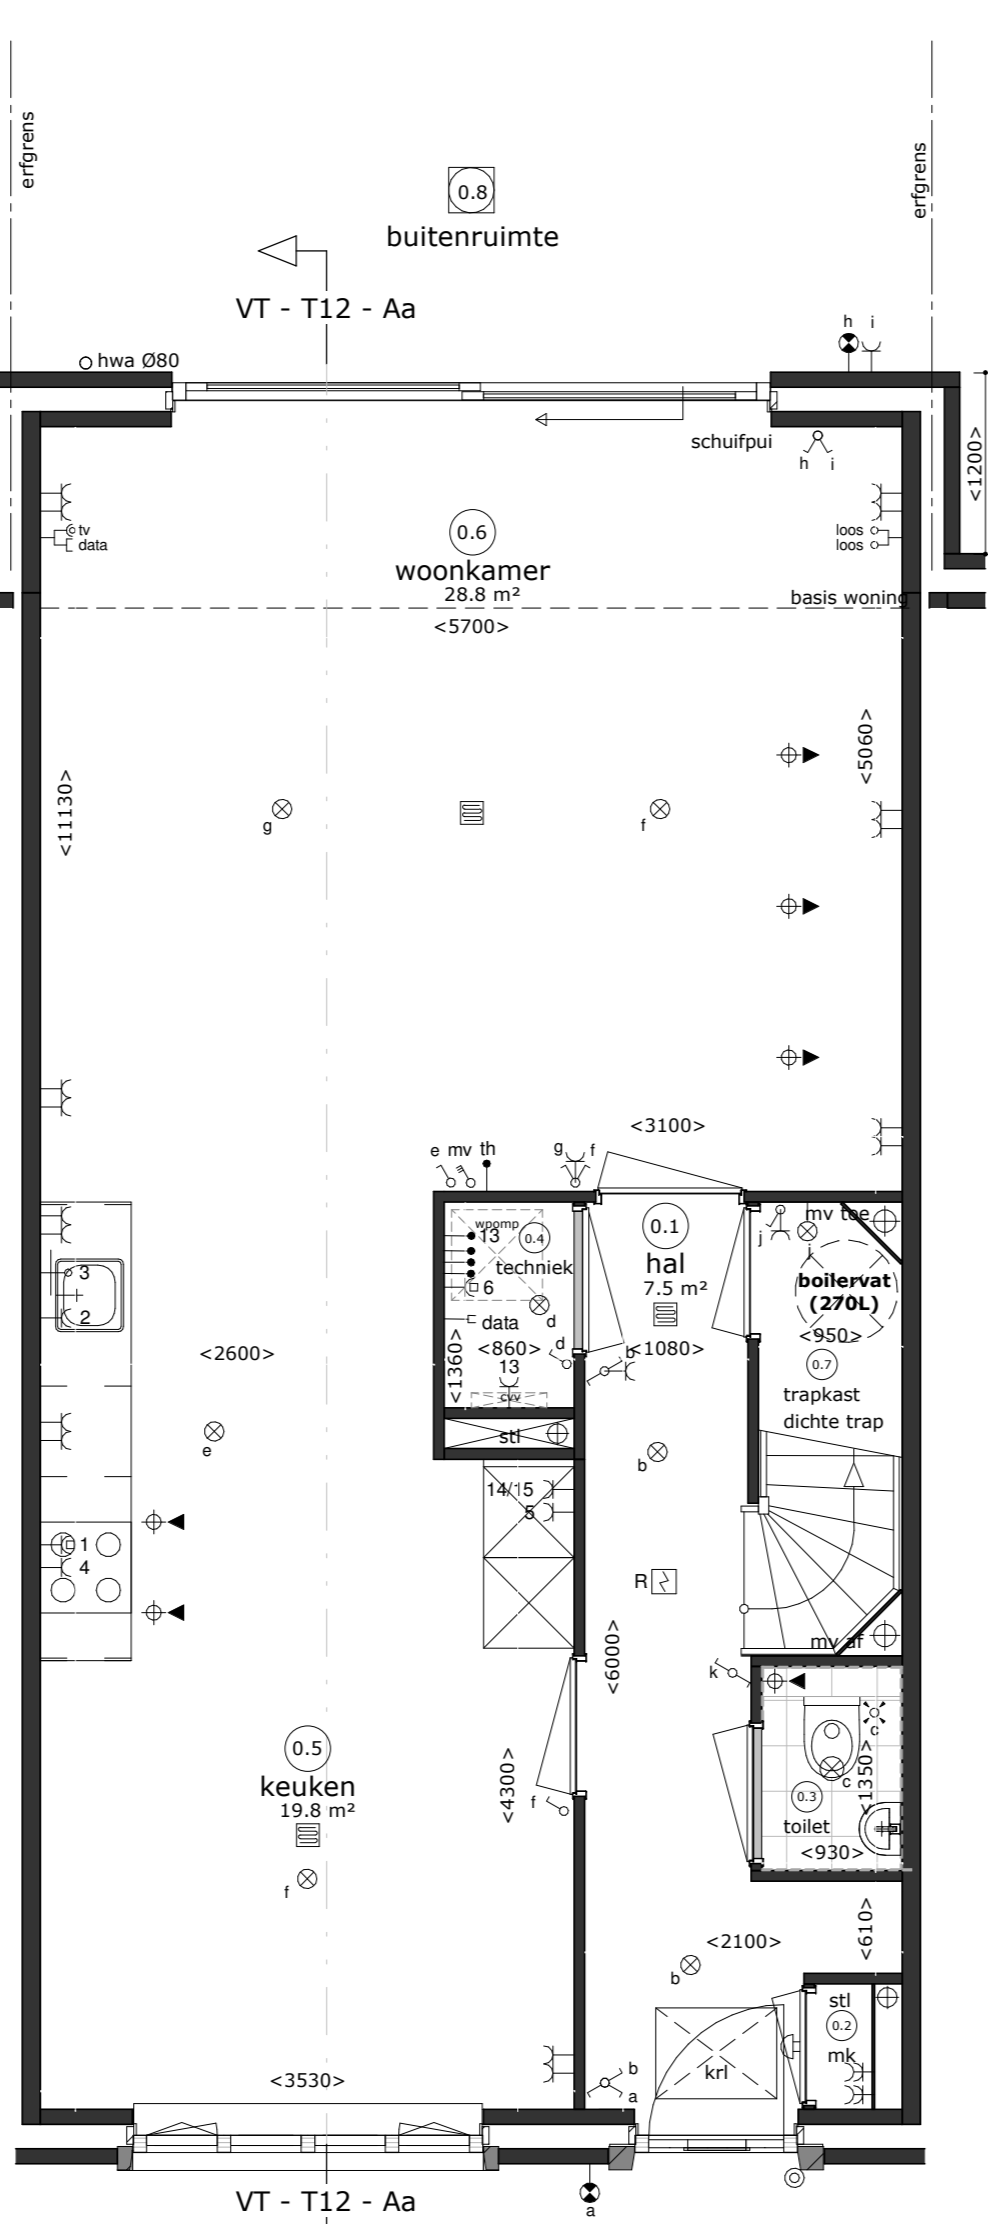 erfgrens
erfgrens
0.8
buitenruimte
VT - T12 - Aa
h i
hwa Ø80
schuifpui
h i
<1200>
tv
data
0.6
woonkamer
28.8 m²
loos
loos
basis woning
<5700>
<5060>
<11130>
g
f
<3100>
e mv th
g f
wpomp
13
0.4
techniek
6
data
d
<860>
d
<1360>
13
cvv
stl
0.1
hal
7.5 m²
<1080>
b
mv toe
j
j
boilervat
(270L)
<950>
0.7
trapkast
dichte trap
3
2
<2600>
e
b
14/15
5
1
4
R
mv af
<6000>
k
c
c
<1350>
0.3
toilet
<930>
0.5
keuken
19.8 m²
<4300>
f
f
<610>
<2100>
b
stl
0.2
mk
krl
b
a
<3530>
VT - T12 - Aa
a